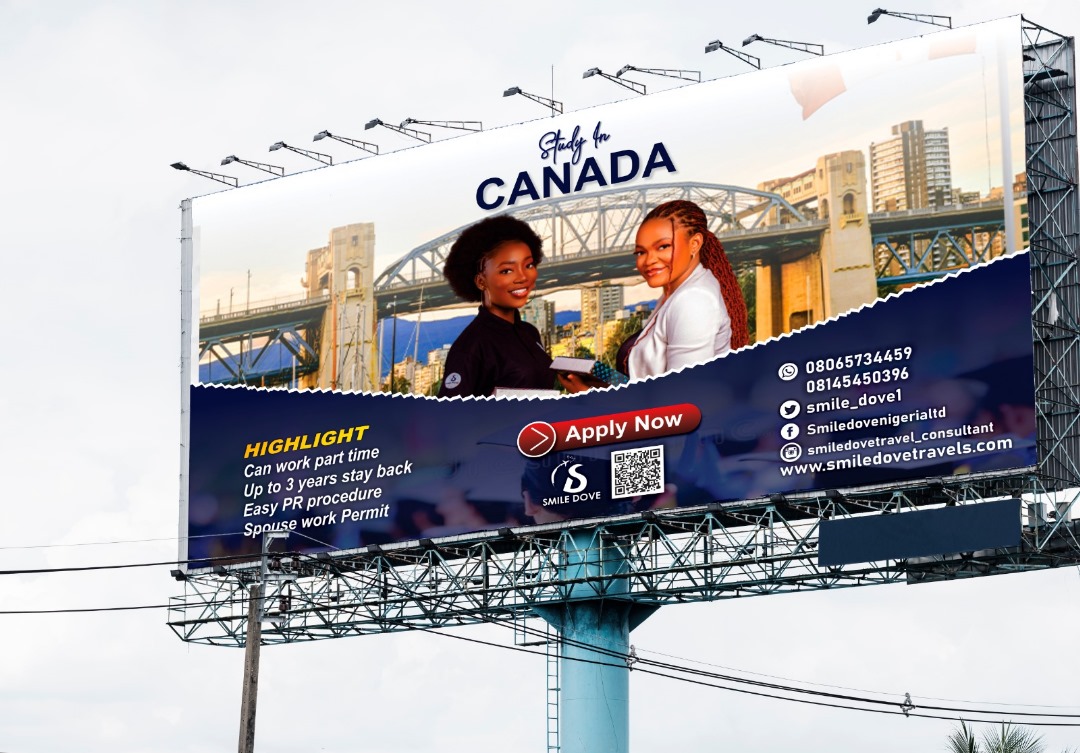 Study In
CANADA
HIGHLIGHT
Can work part time
Up to 3 years stay back
Easy PR procedure
Spouse work Permit
Apply Now
SMILE DOVE
08065734459
08145450396
smile_dove1
Smiledovenigerialtd
smiledovetravel_consultant
www.smiledovetravels.com